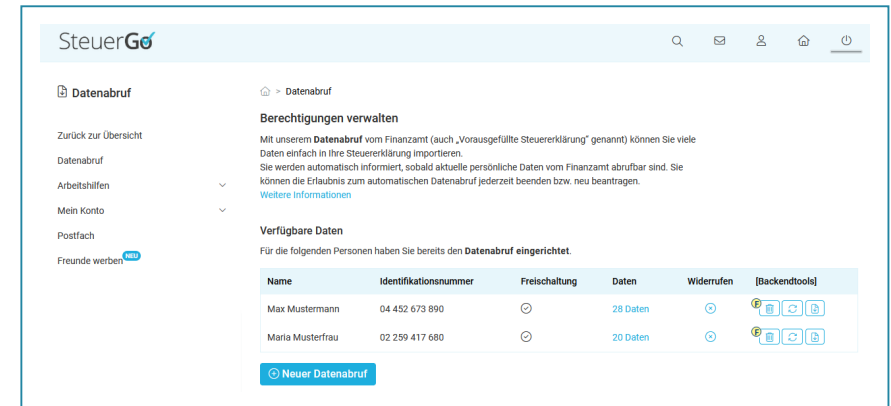 SteuerGo
Datenabruf
Zurück zur Übersicht
Datenabruf
Arbeitshilfen
Mein Konto
Postfach
Freunde werben NEU
> Datenabruf
Berechtigungen verwalten
Mit unserem Datenabruf vom Finanzamt (auch „Vorausgefüllte Steuererklärung" genannt) können Sie viele
Daten einfach in Ihre Steuererklärung importieren.
Sie werden automatisch informiert, sobald aktuelle persönliche Daten vom Finanzamt abrufbar sind. Sie
können die Erlaubnis zum automatischen Datenabruf jederzeit beenden bzw. neu beantragen.
Weitere Informationen
Verfügbare Daten
Für die folgenden Personen haben Sie bereits den Datenabruf eingerichtet.
Name Identifikationsnummer Freischaltung Daten Widerrufen [Backendtools]
Max Mustermann 04 452 673 890 28 Daten F
Maria Musterfrau 02 259 417 680 20 Daten F
Neuer Datenabruf